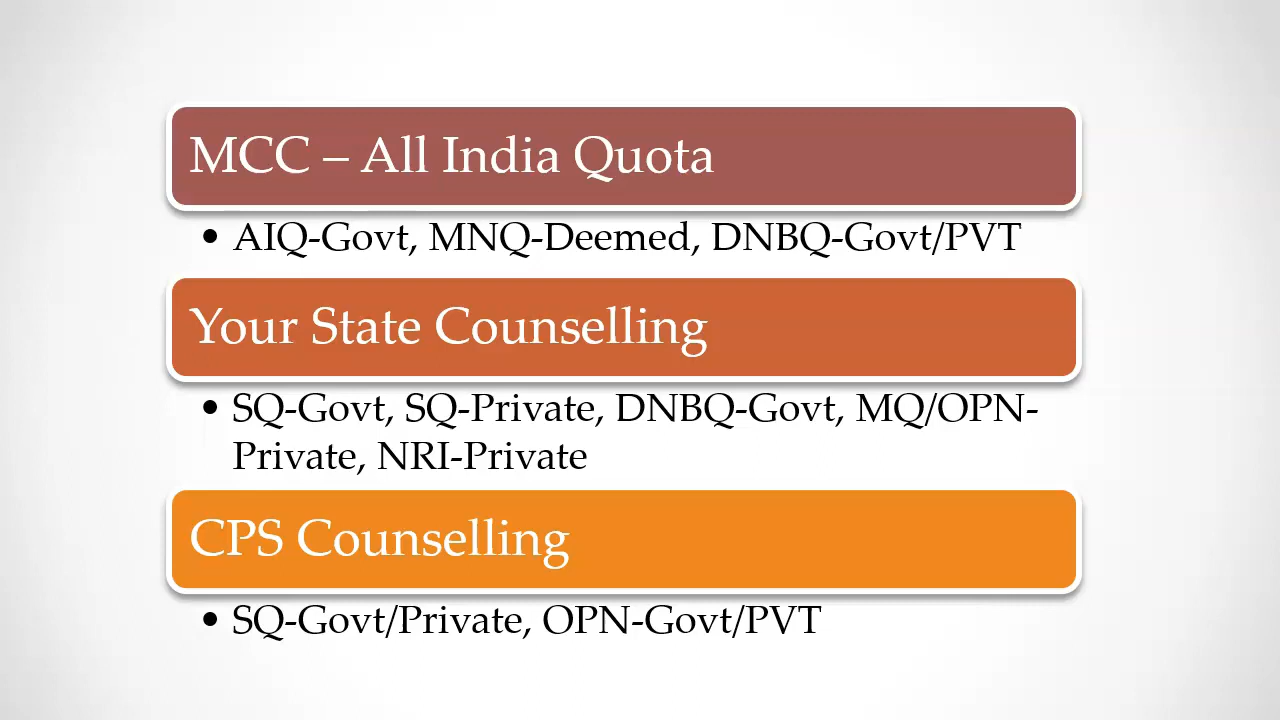 MCC – All India Quota
• AIQ-Govt, MNQ-Deemed, DNBQ-Govt/PVT
Your State Counselling
• SQ-Govt, SQ-Private, DNBQ-Govt, MQ/OPN-
Private, NRI-Private
CPS Counselling
• SQ-Govt/Private, OPN-Govt/PVT